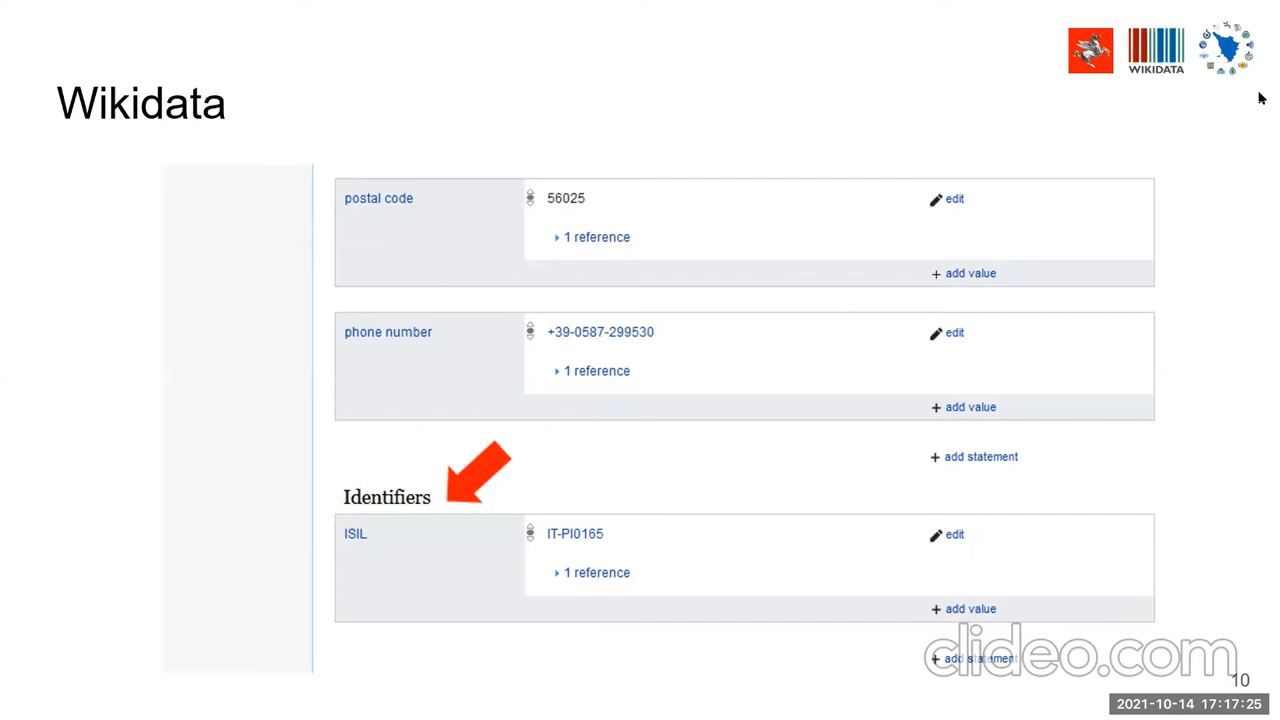 WIKIDATA
Wikidata
postal code
56025
edit
1 reference
+ add value
phone number
+39-0587-299530
edit
1 reference
+ add value
+ add statement
Identifiers
ISIL
IT-PI0165
edit
1 reference
+ add value
+ add statement
clideo.com
10
2021-10-14 17:17:25